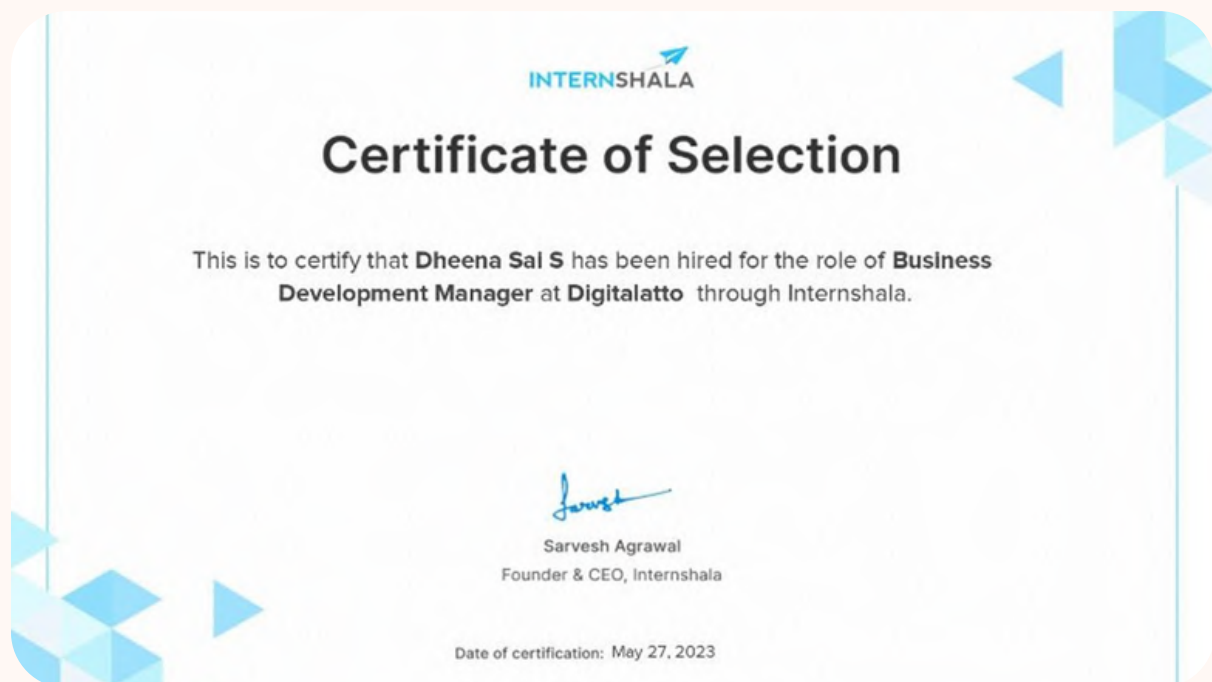 INTERNSHALA
Certificate of Selection
This is to certify that Dheena Sai S has been hired for the role of Business
Development Manager at Digitalatto through Internshala.
Sarvesh
Sarvesh Agrawal
Founder & CEO, Internshala
Date of certification: May 27, 2023